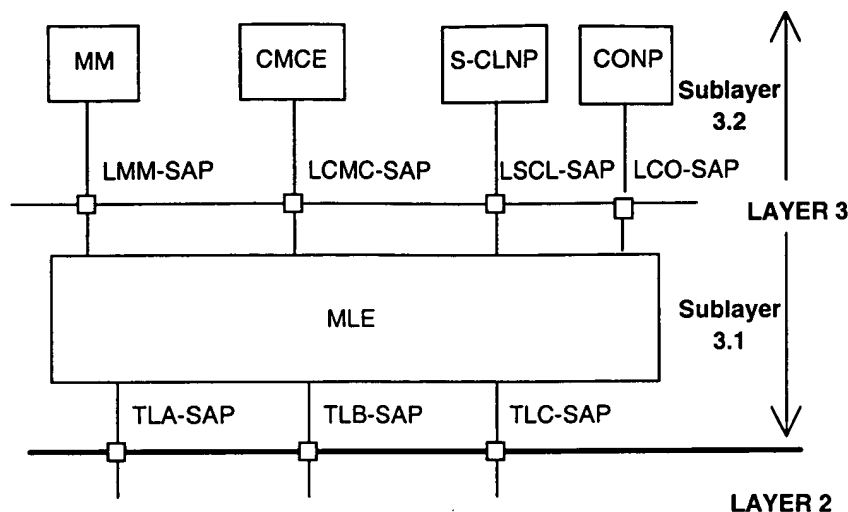 MM
CMCE
S-CLNP
CONP
Sublayer
3.2
LMM-SAP
LCMC-SAP
LSCL-SAP
LCO-SAP
LAYER 3
MLE
Sublayer
3.1
TLA-SAP
TLB-SAP
TLC-SAP
LAYER 2